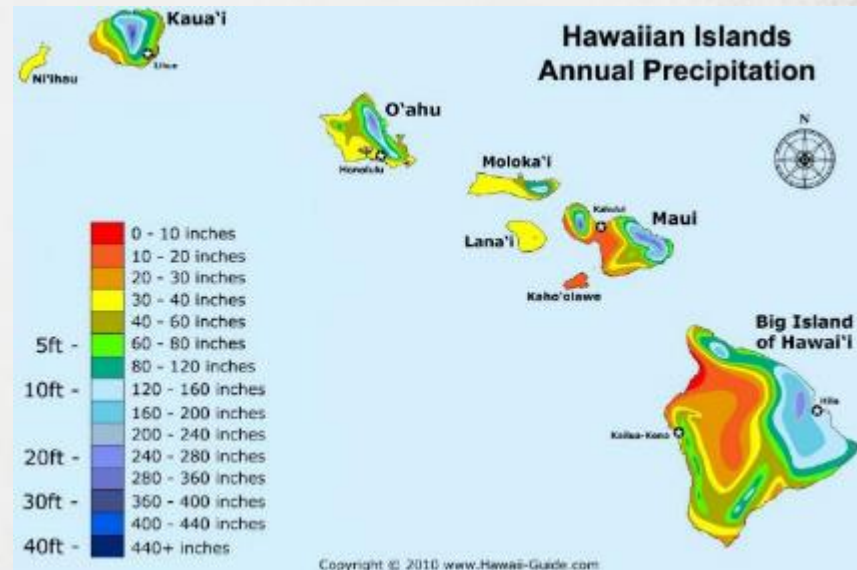 Hawaiian Islands
Annual Precipitation
Kaua'i
Lihue
Ni'ihau
O'ahu
Honolulu
N
Moloka'i
Lana'i
Kahului
Maui
Kaho'olawe
Big Island
of Hawai'i
Hilo
Kailua-Kona
0 - 10 inches
10 - 20 inches
20 - 30 inches
30 - 40 inches
40 - 60 inches
5ft - 60 - 80 inches
80 - 120 inches
10ft - 120 - 160 inches
160 - 200 inches
200 - 240 inches
20ft - 240 - 280 inches
280 - 360 inches
30ft - 360 - 400 inches
400 - 440 inches
40ft - 440+ inches
Copyright © 2010 www.Hawaii-Guide.com